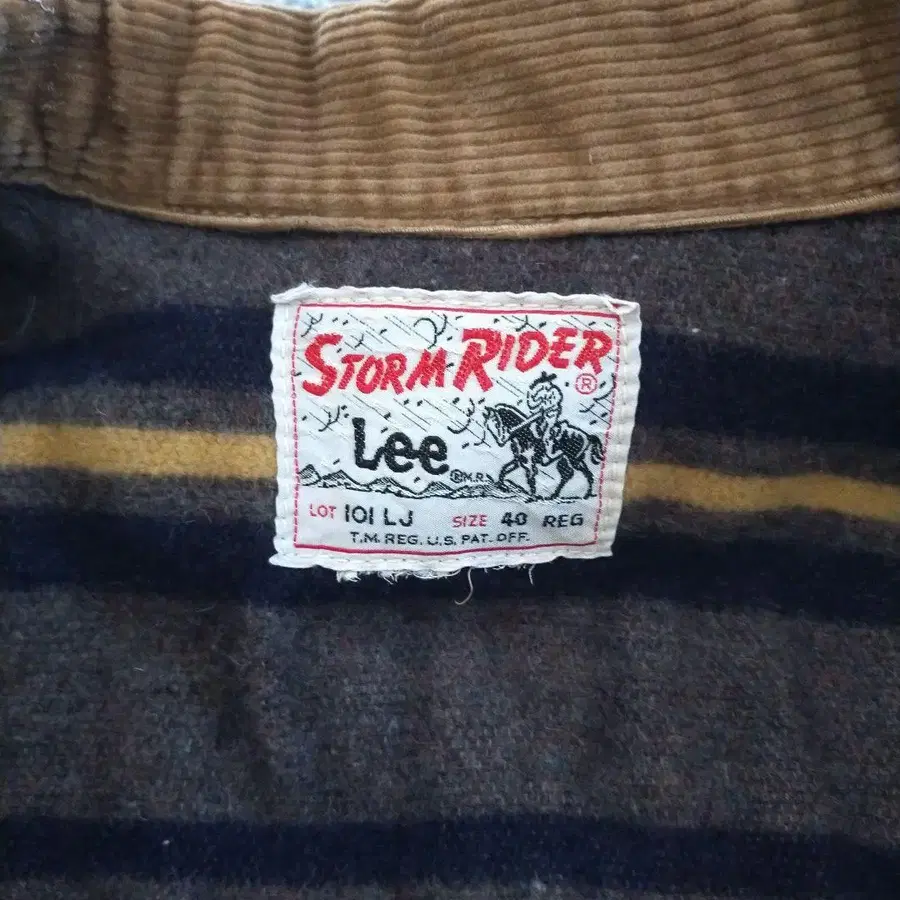 STORM RIDER ®
Lee ® M.R.
LOT 101 LJ SIZE 40 REG
T.M. REG. U.S. PAT. OFF.